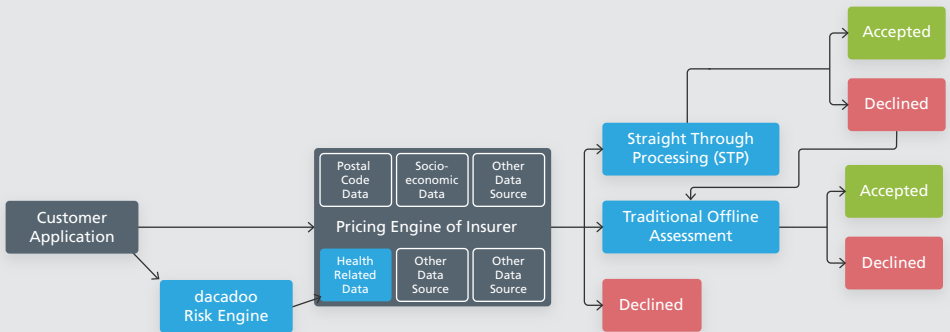 Customer
Application
dacadoo
Risk Engine
Postal
Code
Data
Socio-
economic
Data
Other
Data
Source
Pricing Engine of Insurer
Health
Related
Data
Other
Data
Source
Other
Data
Source
Straight Through
Processing (STP)
Traditional Offline
Assessment
Declined
Accepted
Declined
Accepted
Declined